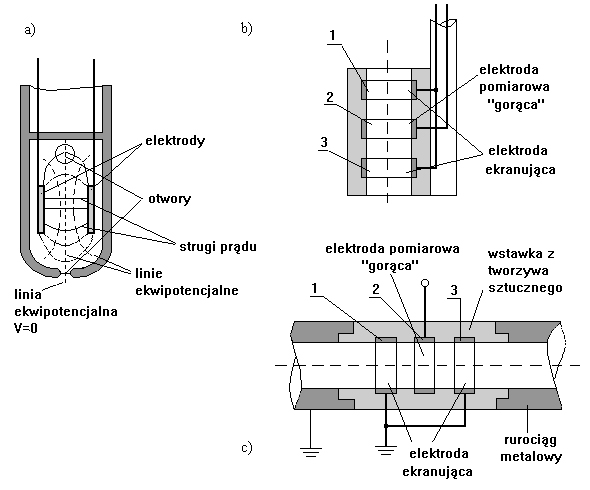 a)
elektrody
otwory
strugi prądu
linie
ekwipotencjalne
linia
ekwipotencjalna
V=0
b)
1
2
3
elektroda
pomiarowa
"gorąca"
elektroda
ekranująca
elektroda pomiarowa
"gorąca"
wstawka z
tworzywa
sztucznego
1
2
3
c)
elektroda
ekranująca
rurociąg
metalowy